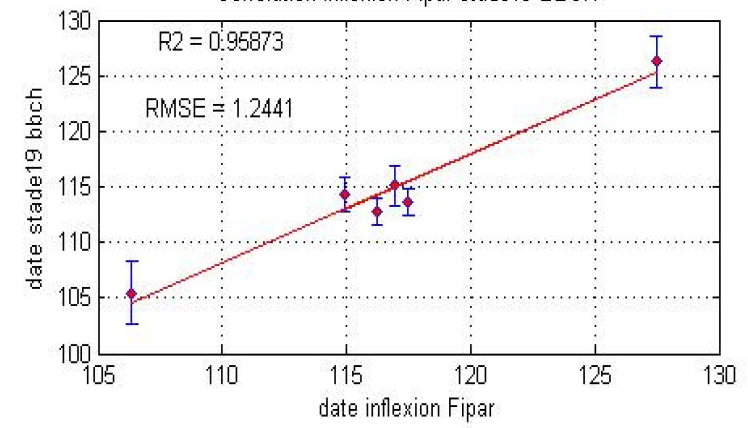 130
R2 = 0.95873
125
RMSE = 1.2441
120
115
110
105
100
date stade19 bbch
105 110 115 120 125 130
date inflexion Fipar